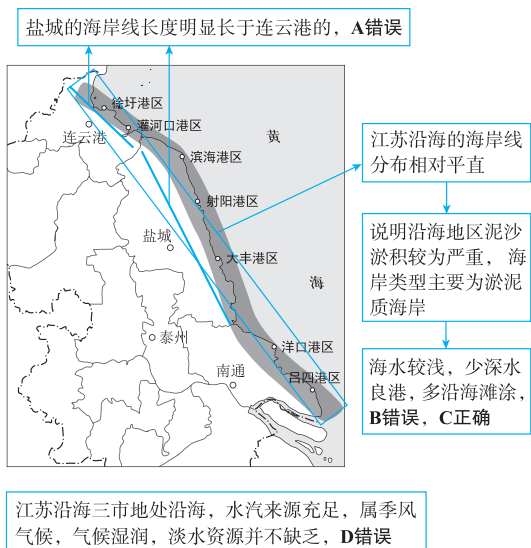 盐城的海岸线长度明显长于连云港的，A错误
徐圩港区
灌河口港区
连云港
黄
滨海港区
射阳港区
盐城
大丰港区
海
泰州
洋口港区
南通
吕四港区
江苏沿海的海岸线
分布相对平直
说明沿海地区泥沙
淤积较为严重，海
岸类型主要为淤泥
质海岸
海水较浅，少深水
良港，多沿海滩涂，
B错误，C正确
江苏沿海三市地处沿海，水汽来源充足，属季风
气候，气候湿润，淡水资源并不缺乏，D错误